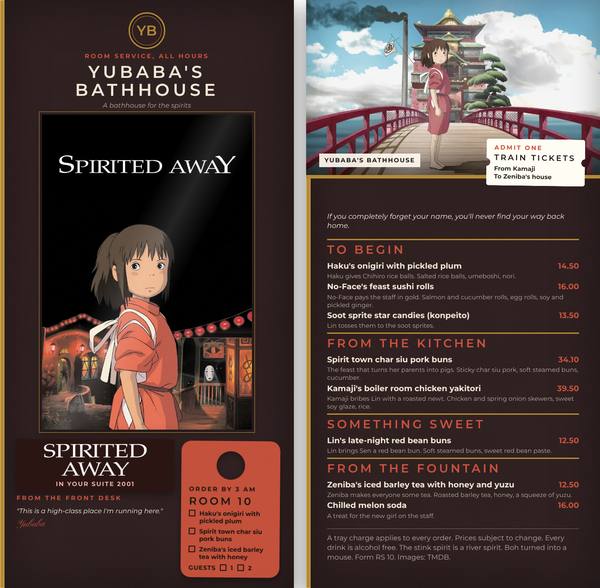 YB
ROOM SERVICE, ALL HOURS
YUBABA'S
BATHHOUSE
A bathhouse for the spirits
SPIRITED AWAY
SPIRITED
AWAY
IN YOUR SUITE 2001
FROM THE FRONT DESK
"This is a high-class place I'm running here."
Yubaba
ORDER BY 3 AM
ROOM 10
Haku's onigiri with
pickled plum
Spirit town char siu
pork buns
Zeniba's iced barley
tea with honey
GUESTS 1 2
YUBABA'S BATHHOUSE
ADMIT ONE
TRAIN TICKETS
From Kamaji
To Zeniba's house
If you completely forget your name, you'll never find your way back
home.
TO BEGIN
Haku's onigiri with pickled plum 14.50
Haku gives Chihiro rice balls. Salted rice balls, umeboshi, nori.
No-Face's feast sushi rolls 16.00
No-Face pays the staff in gold. Salmon and cucumber rolls, egg rolls, soy and
pickled ginger.
Soot sprite star candies (konpeito) 13.50
Lin tosses them to the soot sprites.
FROM THE KITCHEN
Spirit town char siu pork buns 34.10
The feast that turns her parents into pigs. Sticky char siu pork, soft steamed buns,
cucumber.
Kamaji's boiler room chicken yakitori 39.50
Kamaji bribes Lin with a roasted newt. Chicken and spring onion skewers, sweet
soy glaze, rice.
SOMETHING SWEET
Lin's late-night red bean buns 12.50
Lin brings Sen a red bean bun. Soft steamed buns, sweet red bean paste.
FROM THE FOUNTAIN
Zeniba's iced barley tea with honey and yuzu 12.50
Zeniba makes everyone some tea. Roasted barley tea, honey, a squeeze of yuzu.
Chilled melon soda 16.00
A treat for the new girl on the staff.
A tray charge applies to every order. Prices subject to change. Every
drink is alcohol free. The stink spirit is a river spirit. Boh turned into a
mouse. Form RS 10. Images: TMDB.